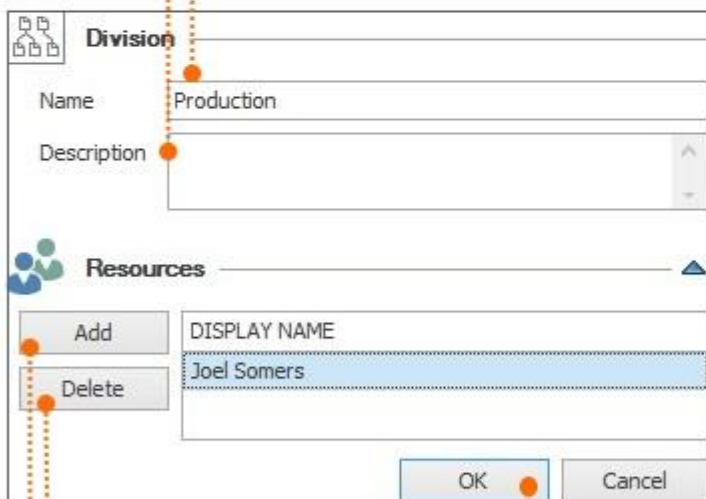 Division
Name Production
Description
Resources
Add DISPLAY NAME
Joel Somers
Delete
OK Cancel